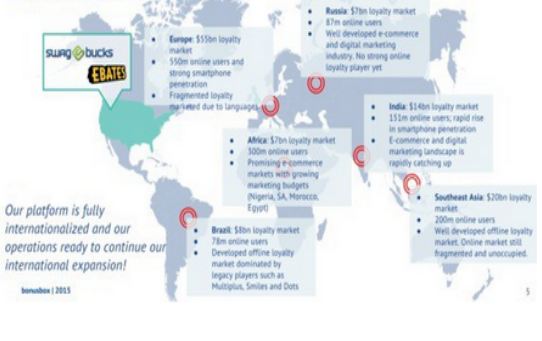 swag bucks
EBATES
Europe: $55bn loyalty
market
550m online users and
strong smartphone
penetration
Fragmented loyalty
marketed due to languages
Russia: $7bn loyalty market
87m online users
Well developed e-commerce
and digital marketing
industry. No strong online
loyalty player yet
India: $14bn loyalty market
151m online users; rapid rise
in smartphone penetration
E-commerce and digital
marketing landscape is
rapidly catching up
Africa: $7bn loyalty market
300m online users
Promising e-commerce
markets with growing
marketing budgets
(Nigeria, SA, Morocco,
Egypt)
Southeast Asia: $20bn loyalty
market
200m online users
Well developed offline loyalty
market. Online market still
fragmented and unoccupied.
Brazil: $8bn loyalty market
78m online users
Developed offline loyalty
market dominated by
legacy players such as
Multiplus, Smiles and Dots
Our platform is fully
internationalized and our
operations ready to continue our
international expansion!
bonusbox | 2015
5